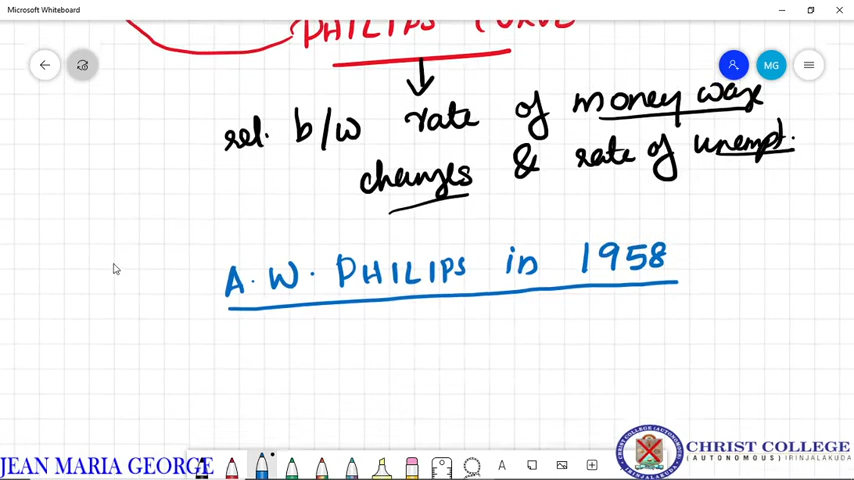 Microsoft Whiteboard
PHILIPS CURVE
MG
rel. b/w rate of money wage
changes & rate of unempt.
A.W. PHILIPS in 1958
JEAN MARIA GEORGE
A
CHRIST COLLEGE
(AUTONOMOUS) IRINJALAKUDA